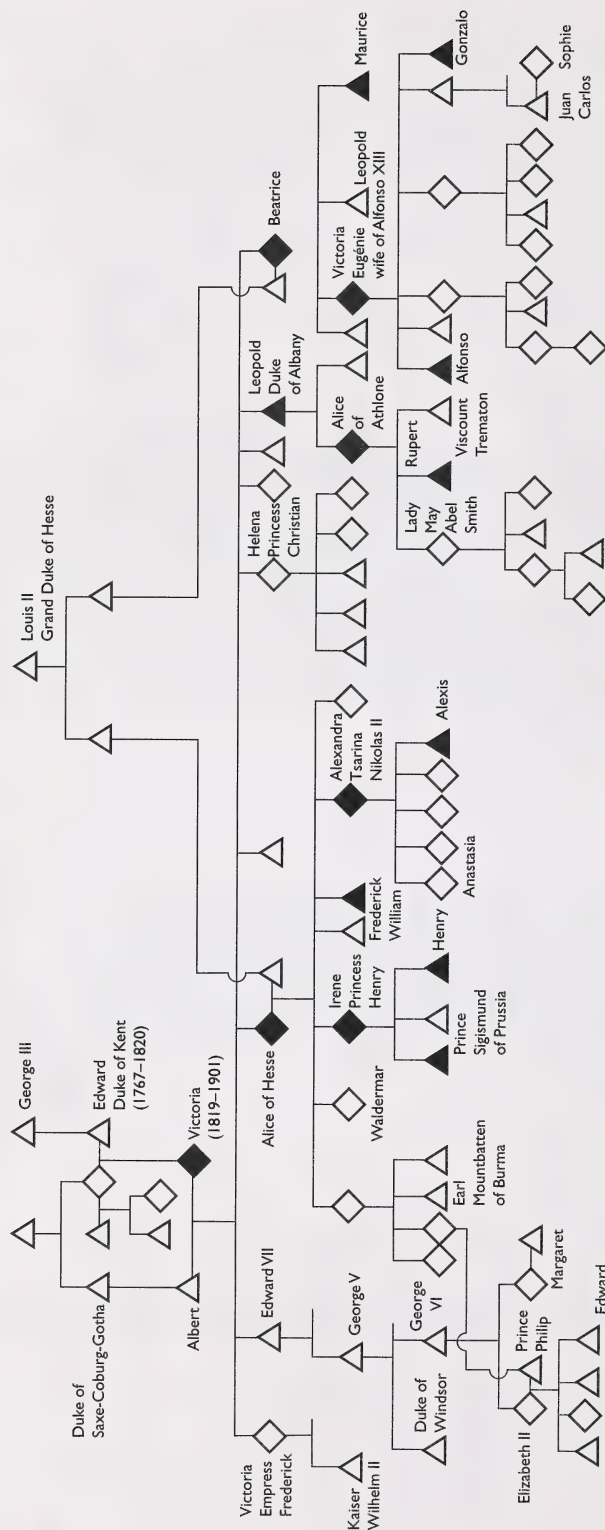 Louis II
Grand Duke of Hesse
George III
Edward
Duke of Kent
(1767–1820)
Duke of
Saxe-Coburg-Gotha
Victoria
(1819–1901)
Albert
Victoria
Empress
Frederick
Edward VII
Alice of Hesse
Helena
Princess
Christian
Leopold
Duke
of Albany
Beatrice
Kaiser
Wilhelm II
George V
Waldermar
Irene
Princess
Henry
Frederick
William
Alexandra
Tsarina
Nikolas II
Alice
of
Athlone
Victoria
Eugénie
wife of Alfonso XIII
Leopold
Maurice
Duke of
Windsor
George
VI
Earl
Mountbatten
of Burma
Prince
Sigismund
of Prussia
Henry
Anastasia
Alexis
Lady
May
Abel
Smith
Rupert
Viscount
Trematon
Alfonso
Gonzalo
Elizabeth II
Prince
Philip
Margaret
Juan
Carlos
Sophie
Edward